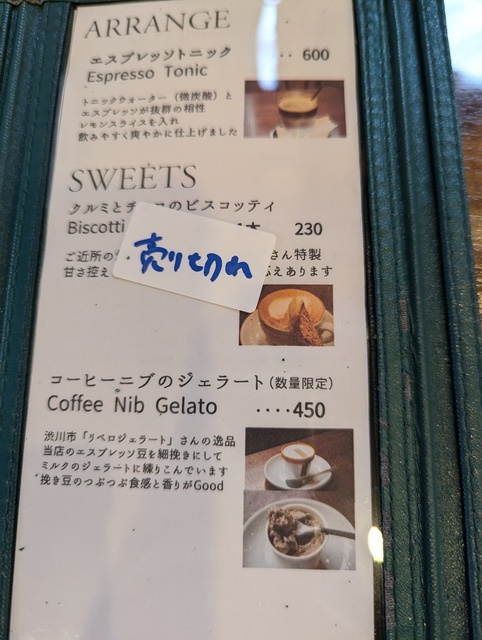 ARRANGE
エスプレッソトニック
Espresso Tonic ‥ 600
トニックウォーター（微炭酸）と
エスプレッソが抜群の相性
レモンスライスを入れ
飲みやすく爽やかに仕上げました
SWEETS
クルミとチョコのビスコッティ
Biscotti 230
ご近所の さん特製
甘さ控え えあります
売り切れ
コーヒーニブのジェラート（数量限定）
Coffee Nib Gelato ‥‥450
渋川市「リベロジェラート」さんの逸品
当店のエスプレッソ豆を細挽きにして
ミルクのジェラートに練りこんでいます
挽き豆のつぶつぶ食感と香りがGood